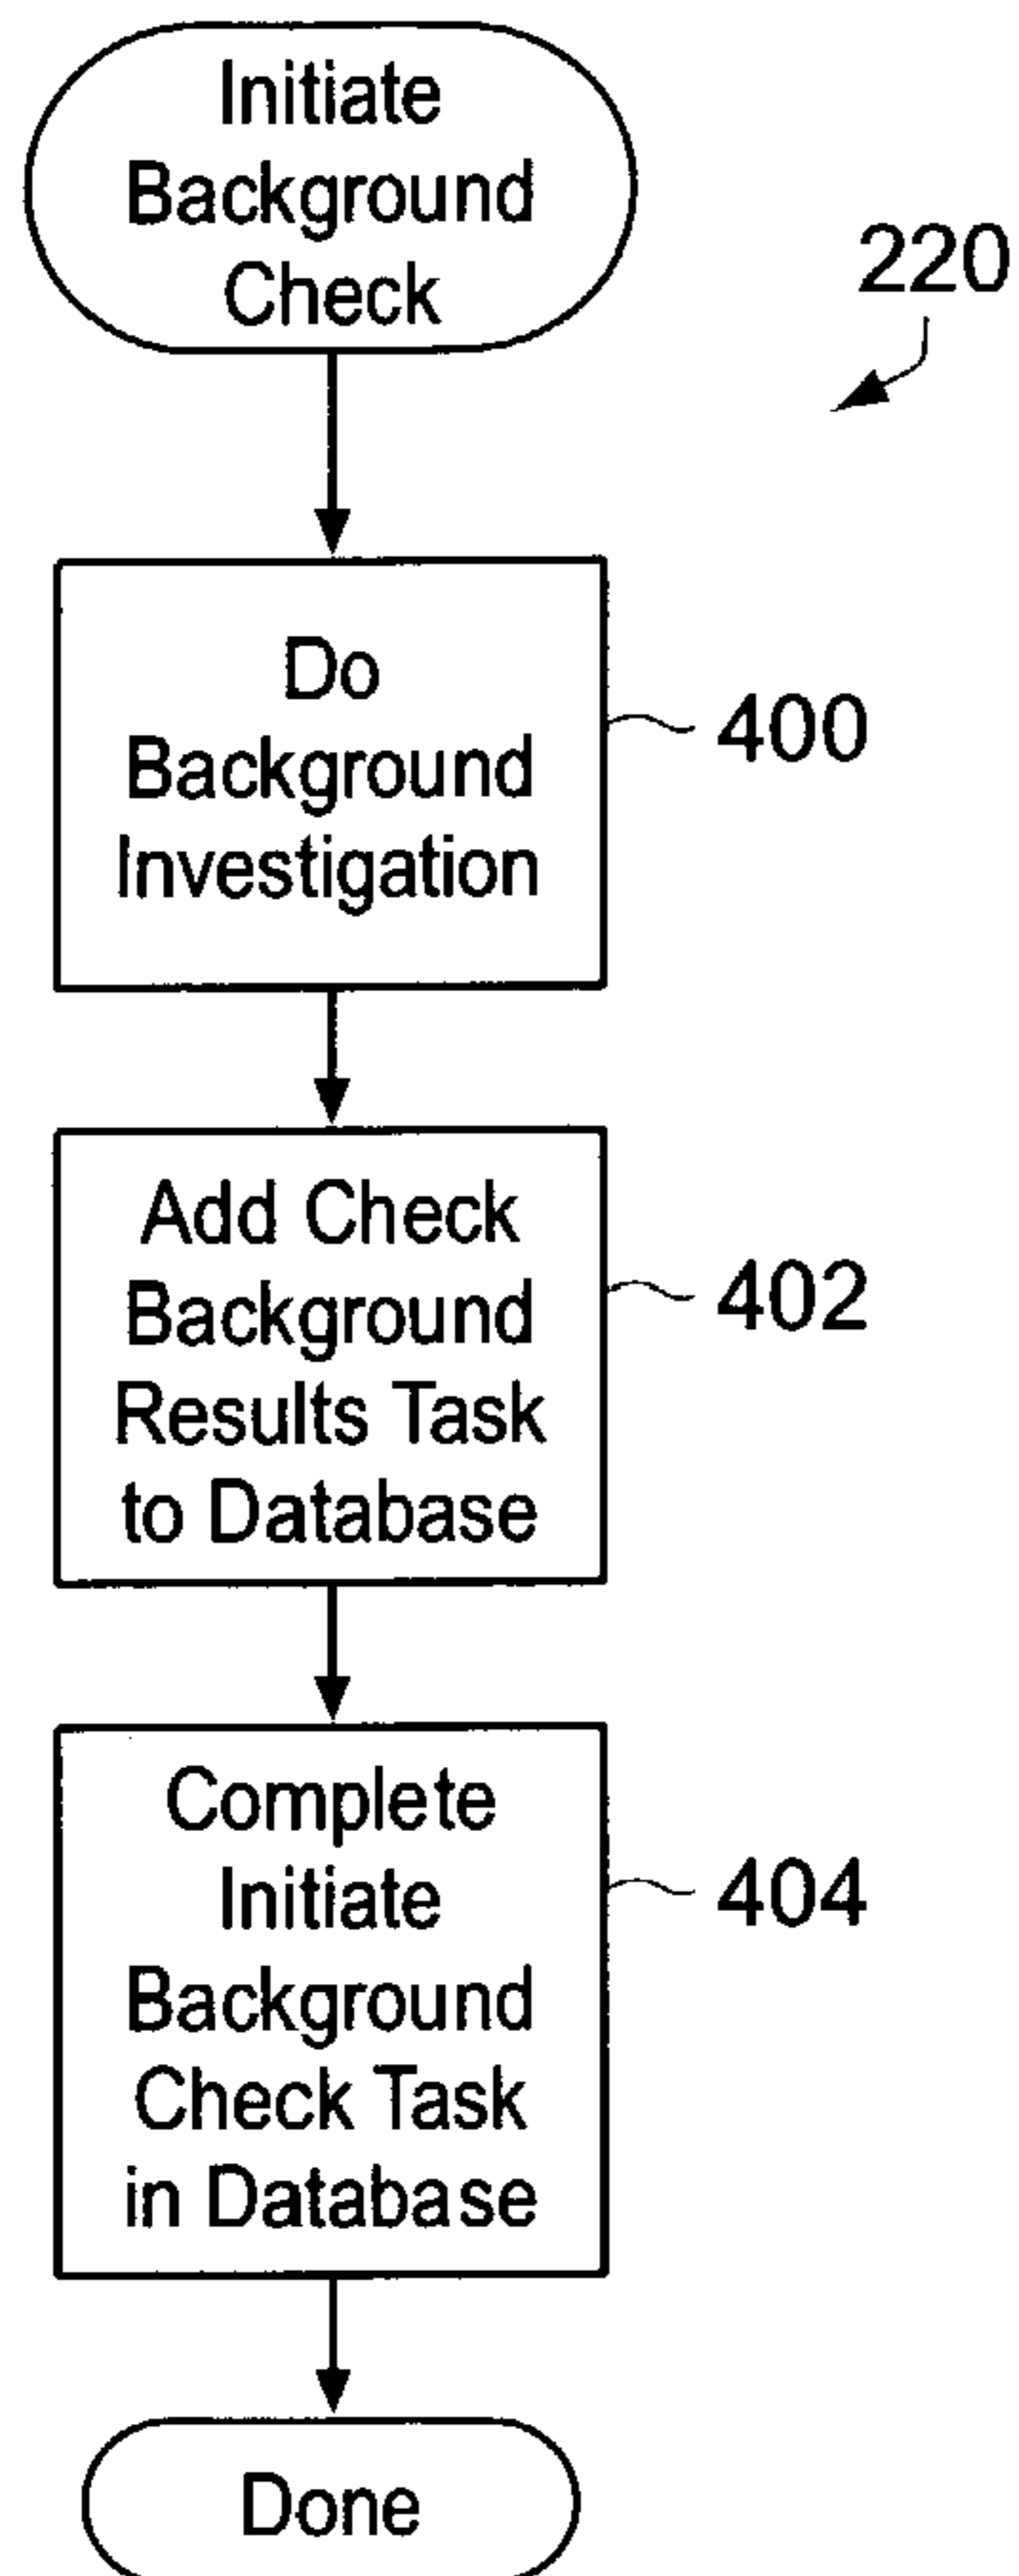 Initiate
Background
Check
220
Do
Background
Investigation
400
Add Check
Background
Results Task
to Database
402
Complete
Initiate
Background
Check Task
in Database
404
Done